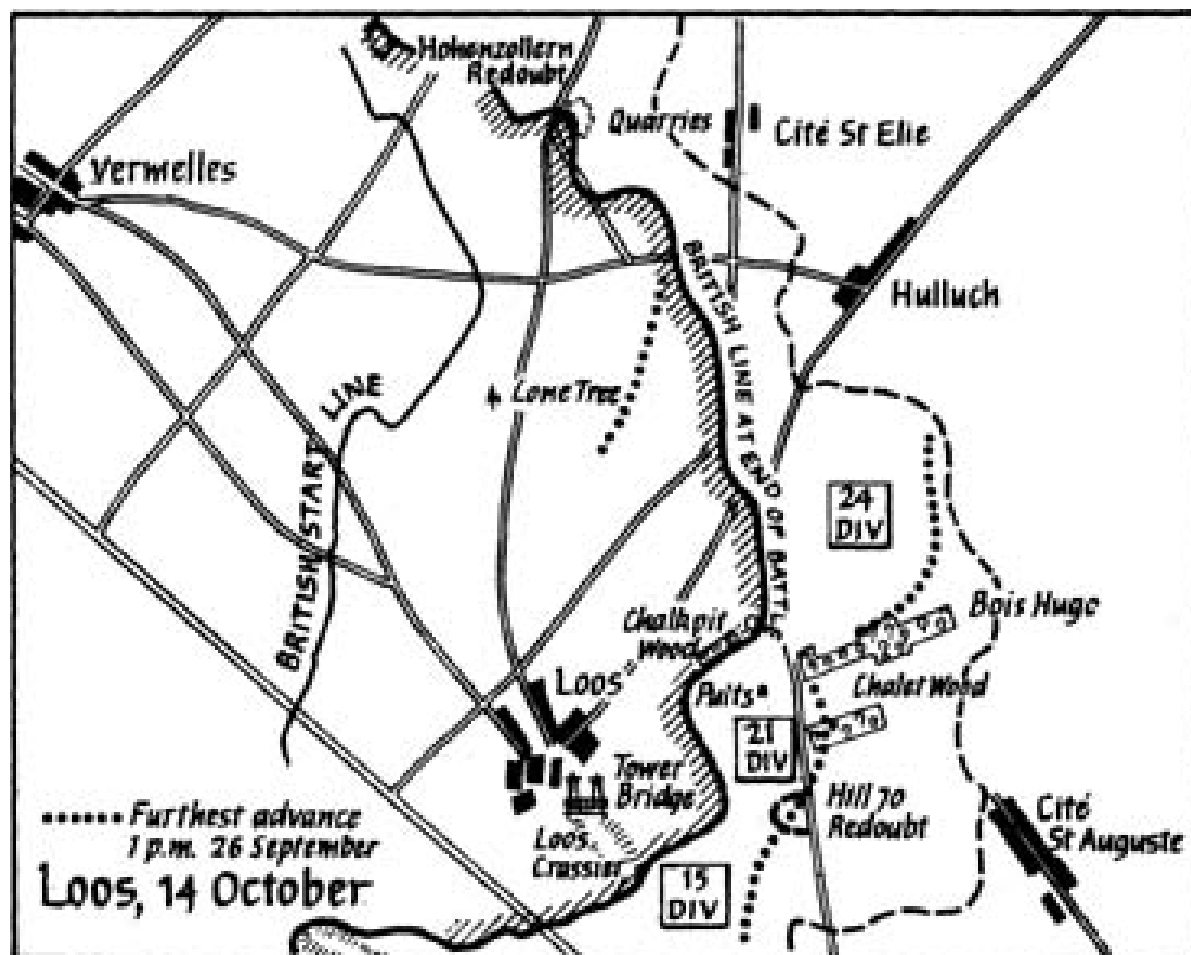 Hohenzollern
Redoubt
Quarries
Cité St Elie
Vermelles
Hulluch
BRITISH LINE AT END OF BATTLE
Lone Tree
BRITISH START LINE
24
DIV
Bois Hugo
Chalkpit
Wood
Chalet Wood
Loos
Puits
21
DIV
Tower
Bridge
Hill 70
Redoubt
Loos
Crassier
Cité
St Auguste
15
DIV
Furthest advance
1 p.m. 26 September
Loos, 14 October